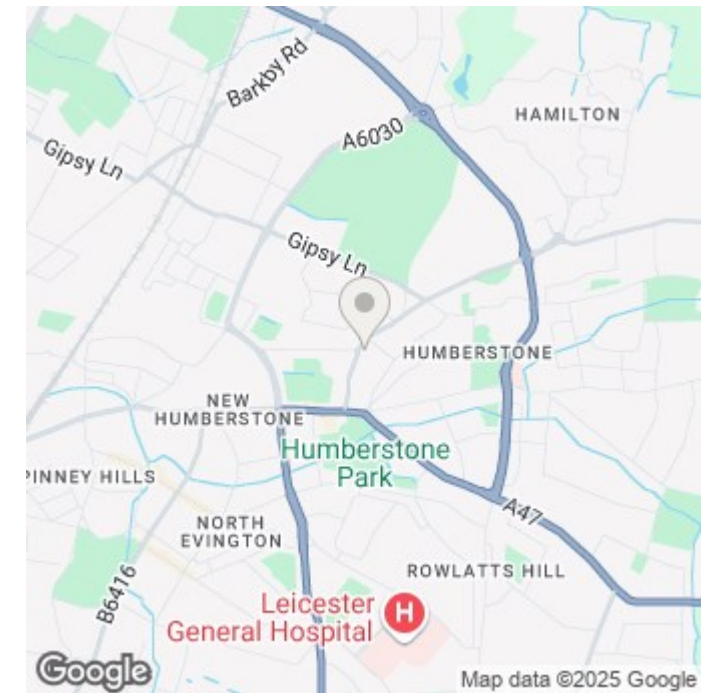 Barkby Rd
HAMILTON
A6030
Gipsy Ln
Gipsy Ln
HUMBERSTONE
NEW
HUMBERSTONE
Humberstone
Park
PINNEY HILLS
A47
NORTH
EVINGTON
ROWLATTS HILL
B6416
Leicester
General Hospital
H
Google
Map data ©2025 Google